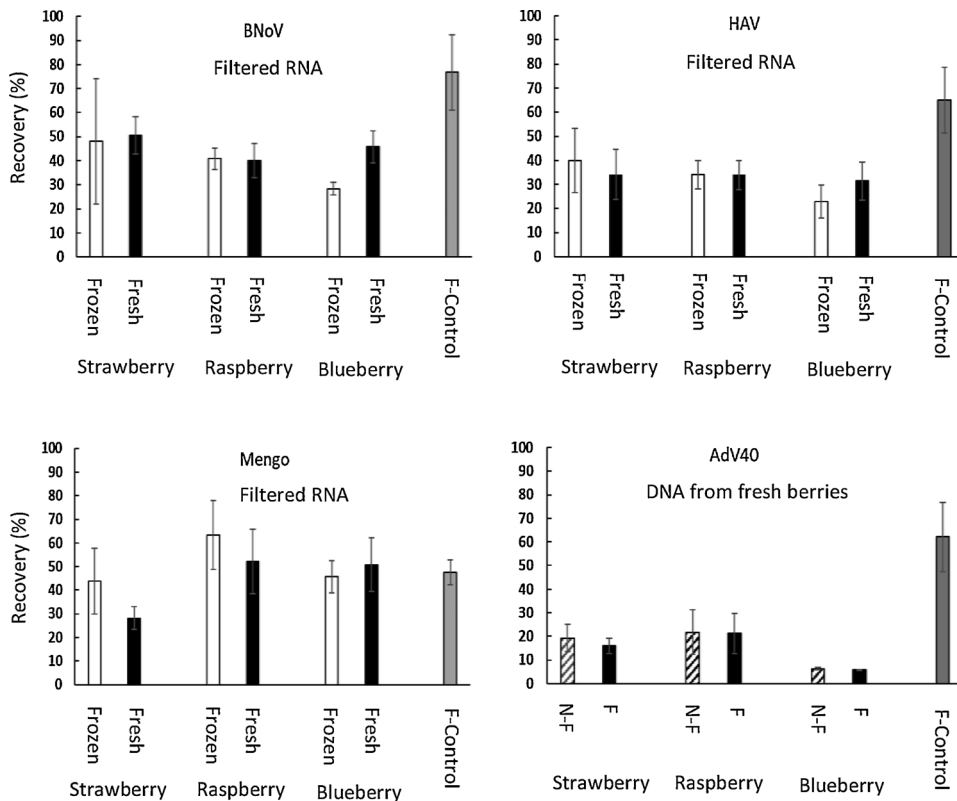 BNoV
Filtered RNA
Recovery (%)
100
90
80
70
60
50
40
30
20
10
0
Frozen
Fresh
Frozen
Fresh
Frozen
Fresh
F-Control
Strawberry
Raspberry
Blueberry
HAV
Filtered RNA
100
90
80
70
60
50
40
30
20
10
0
Frozen
Fresh
Frozen
Fresh
Frozen
Fresh
F-Control
Strawberry
Raspberry
Blueberry
Mengo
Filtered RNA
Recovery (%)
100
90
80
70
60
50
40
30
20
10
0
Frozen
Fresh
Frozen
Fresh
Frozen
Fresh
F-Control
Strawberry
Raspberry
Blueberry
AdV40
DNA from fresh berries
100
90
80
70
60
50
40
30
20
10
0
N-F
F
N-F
F
N-F
F
F-Control
Strawberry
Raspberry
Blueberry